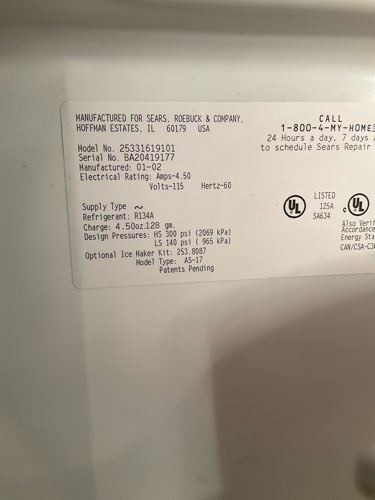 MANUFACTURED FOR SEARS, ROEBUCK & COMPANY.
HOFFMAN ESTATES, IL 60179 USA
Model No. 25331619101
Serial No. BA20419177
Manufactured: 01-02
Electrical Rating: Amps-4.50
Volts-115 Hertz-60
Supply Type ~
Refrigerant: R134A
Charge: 4.50oz.128 gm.
Design Pressures: HS 300 psi (2069 kPa)
LS 140 psi ( 965 kPa)
Optional Ice Maker Kit: 253.8087
Model Type: AS-17
Patents Pending
CALL
1-800-4-MY-HOME
24 Hours a day. 7 days
to schedule Sears Repair
UL
LISTED
125A
SA634
c UL
Also Verif
Accordance
Energy Sta
CAN/CSA-C3